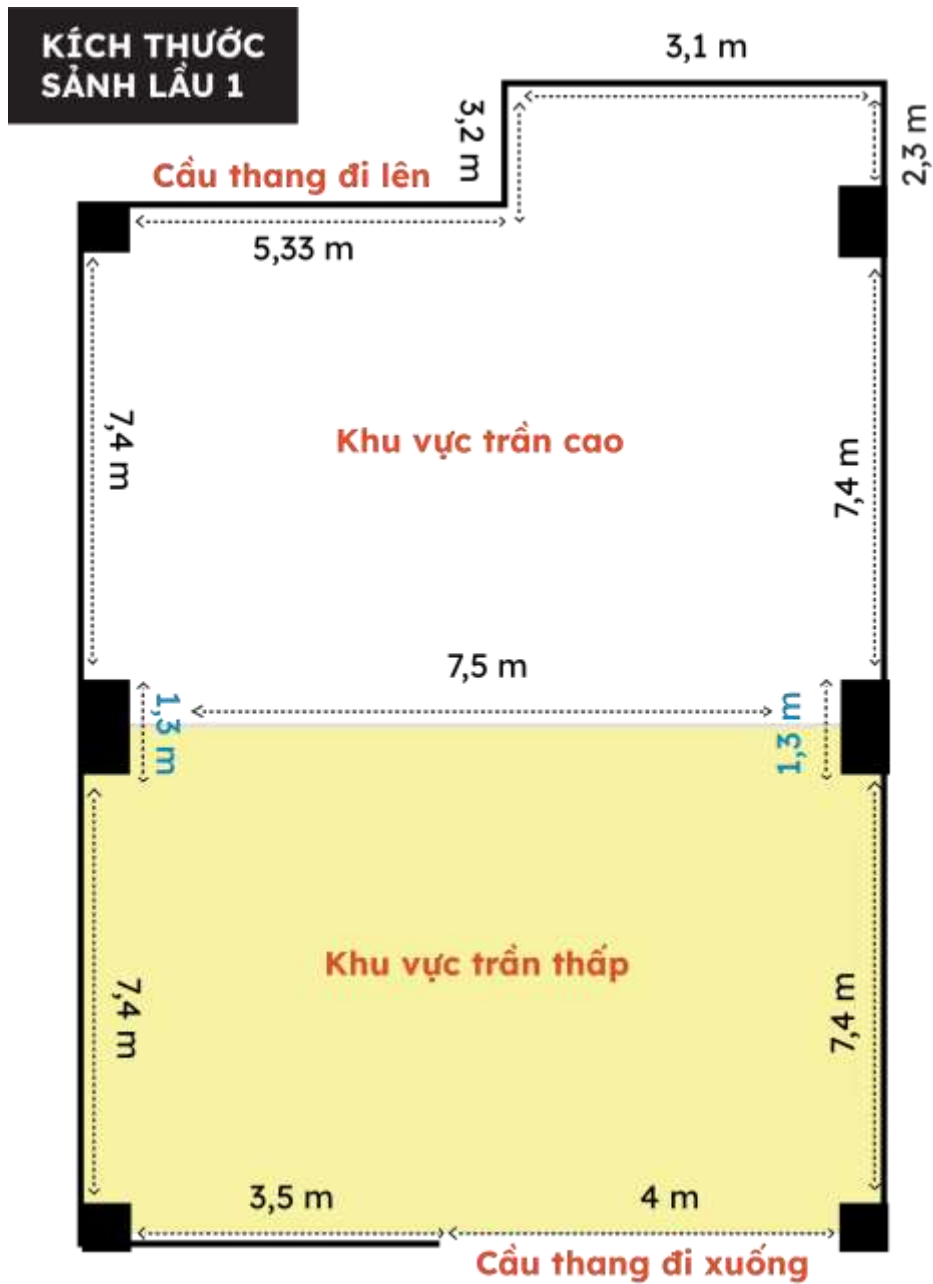 KÍCH THƯỚC
SẢNH LẦU 1
3,1 m
3,2 m
2,3 m
Cầu thang đi lên
5,33 m
7,4 m
Khu vực trần cao
7,4 m
7,5 m
1,3 m
1,3 m
Khu vực trần thấp
7,4 m
7,4 m
3,5 m
4 m
Cầu thang đi xuống